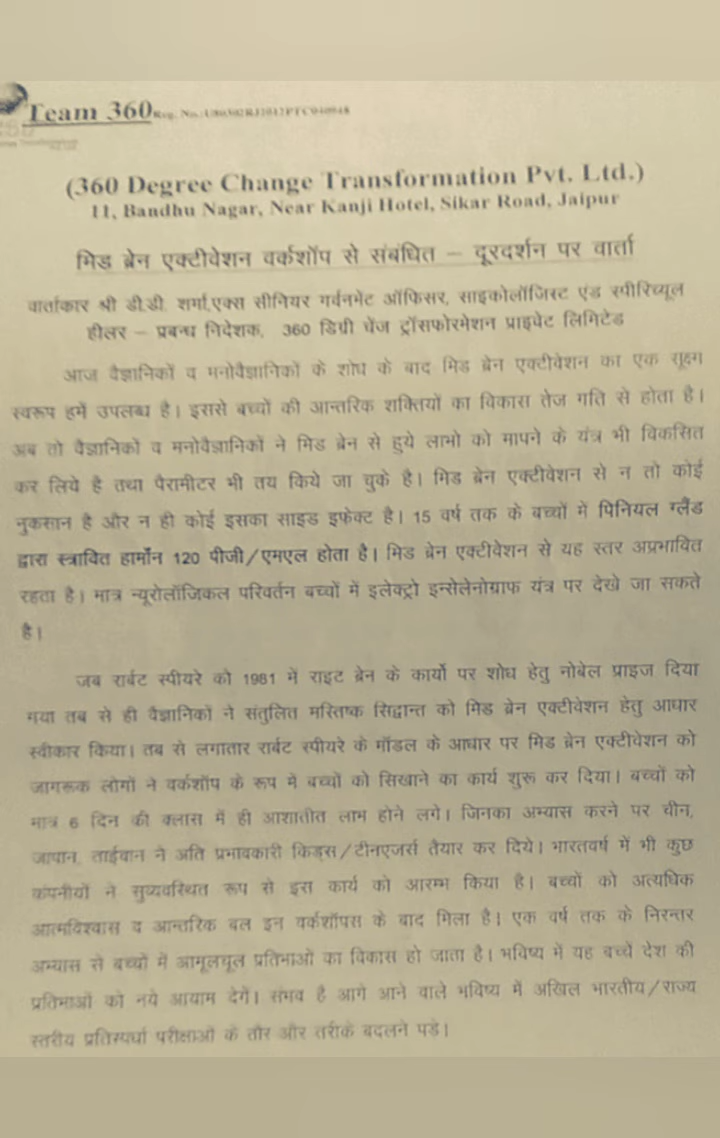 Team 360 Reg. No.:
(360 Degree Change Transformation Pvt. Ltd.)
11, Bandhu Nagar, Near Kanji Hotel, Sikar Road, Jaipur
मिड ब्रेन एक्टीवेशन वर्कशॉप से संबंधित – दूरदर्शन पर वार्ता
वार्ताकार श्री डी.डी. शर्मा,एक्स सीनियर गर्वनमेंट ऑफिसर, साइकोलॉजिस्ट एंड स्पीरिच्यूल
हीलर – प्रबन्ध निदेशक, 360 डिग्री चेंज ट्रॉसफोरमेशन प्राइवेट लिमिटेड
आज वैज्ञानिकों व मनोवैज्ञानिकों के शोध के बाद मिड ब्रेन एक्टीवेशन का एक सूक्ष्म
स्वरूप हमें उपलब्ध है। इससे बच्चों की आन्तरिक शक्तियों का विकास तेज गति से होता है।
अब तो वैज्ञानिकों व मनोवैज्ञानिकों ने मिड ब्रेन से हुये लाभो को मापने के यंत्र भी विकसित
कर लिये है तथा पैरामीटर भी तय किये जा चुके है। मिड ब्रेन एक्टीवेशन से न तो कोई
नुकसान है और न ही कोई इसका साइड इफेक्ट है। 15 वर्ष तक के बच्चों में पिनियल ग्लैंड
द्वारा स्त्रावित हार्मोन 120 पीजी/एमएल होता है। मिड ब्रेन एक्टीवेशन से यह स्तर अप्रभावित
रहता है। मात्र न्यूरोलॉजिकल परिवर्तन बच्चों में इलेक्ट्रो इन्सेलेनोग्राफ यंत्र पर देखे जा सकते
है।
जब रार्बट स्पीयरे को 1981 में राइट ब्रेन के कार्यो पर शोध हेतु नोबेल प्राइज दिया
गया तब से ही वैज्ञानिकों ने संतुलित मस्तिष्क सिद्वान्त को मिड ब्रेन एक्टीवेशन हेतु आधार
स्वीकार किया। तब से लगातार रार्बट स्पीयरे के मॉडल के आधार पर मिड ब्रेन एक्टीवेशन को
जागरूक लोगों ने वर्कशॉप के रूप में बच्चों को सिखाने का कार्य शुरू कर दिया। बच्चों को
मात्र 6 दिन की क्लास में ही आशातीत लाभ होने लगे। जिनका अभ्यास करने पर चीन,
जापान, ताईवान ने अति प्रभावकारी किड्स/टीनएजर्स तैयार कर दिये। भारतवर्ष में भी कुछ
कंपनीयों ने सुव्यवस्थित रूप से इस कार्य को आरम्भ किया है। बच्चों को अत्यधिक
आत्मविश्वास व आन्तरिक बल इन वर्कशॉपस के बाद मिला है। एक वर्ष तक के निरन्तर
अभ्यास से बच्चों में आमूलचूल प्रतिभाओं का विकास हो जाता है। भविष्य में यह बच्चे देश की
प्रतिभाओं को नये आयाम देगें। संभव है आगे आने वाले भविष्य में अखिल भारतीय/राज्य
स्तरीय प्रतिस्पर्धा परीक्षाओं के तौर और तरीके बदलने पडे।